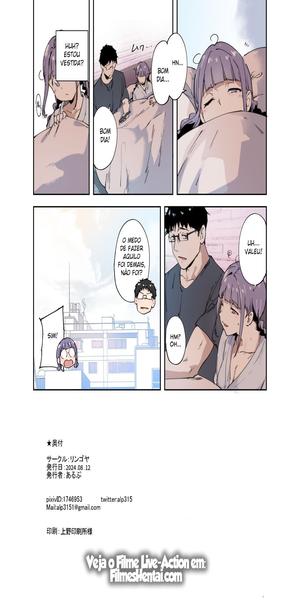 HN...
BOM
DIA...
BOM
DIA!
HUH?
ESTOU
VESTIDA?
UH...
VALEU!
HM?
OH...
O MEDO
DE FAZER
AQUILO
FOI DEMAIS,
NÃO FOI?
SIM!
★奥付
サークル:リンゴヤ
発行日:2024.08.12
発行者:あるぷ
pixivID:1746953 twitter:alp315
Mail:alp3151@gmail.com
印刷:上野印刷所様
Veja o Filme Live-Action em:
FilmesHentai.com